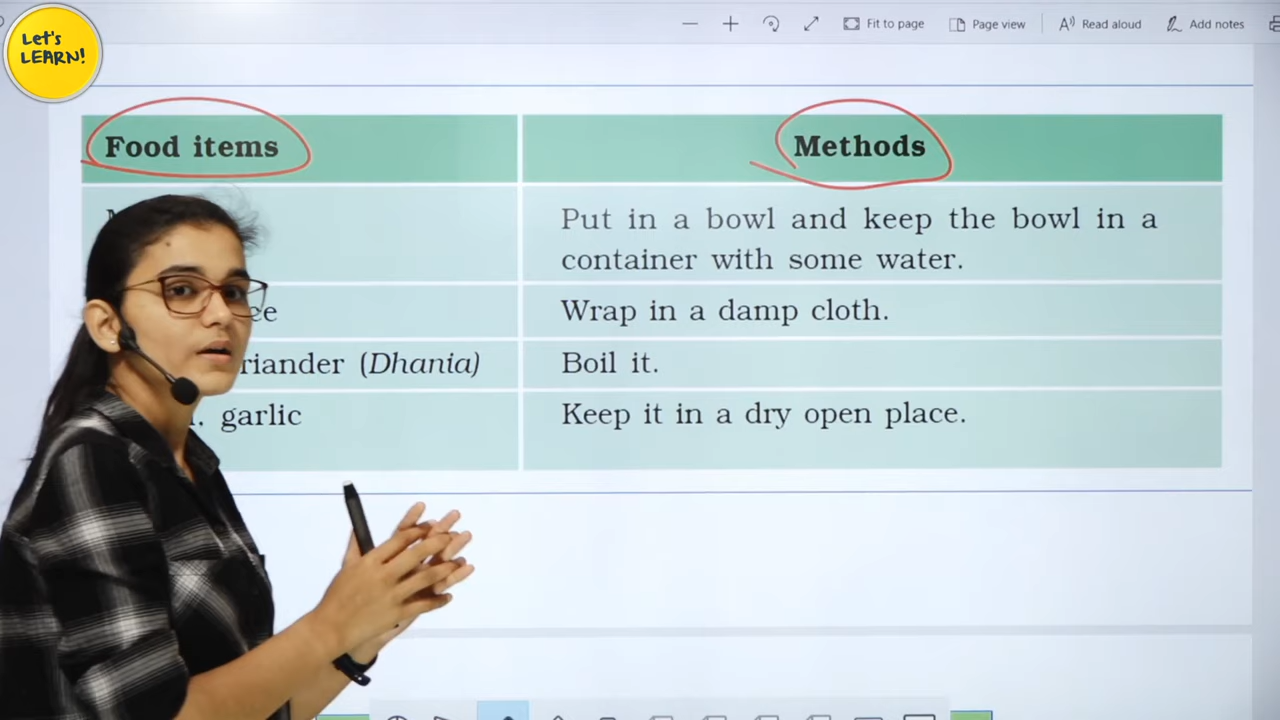 Let's
LEARN!
Fit to page
Page view
Read aloud
Add notes
Food items
Methods
Put in a bowl and keep the bowl in a
container with some water.
Wrap in a damp cloth.
(Dhania)
Boil it.
garlic
Keep it in a dry open place.